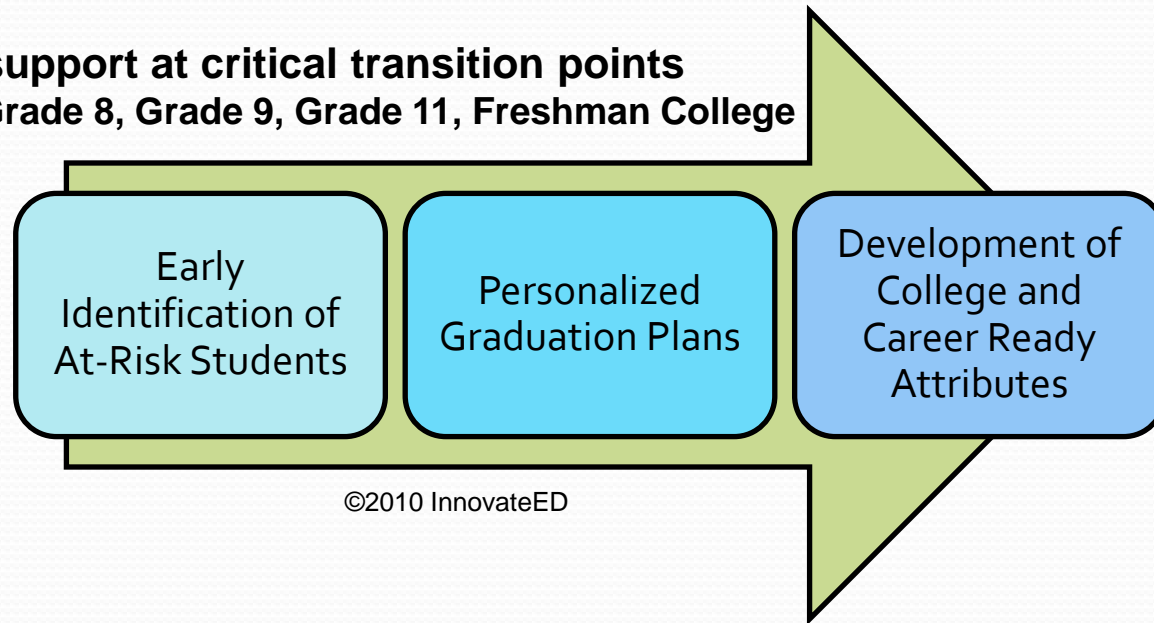 support at critical transition points
Grade 8, Grade 9, Grade 11, Freshman College
Early
Identification of
At-Risk Students
Personalized
Graduation Plans
Development of
College and
Career Ready
Attributes
©2010 InnovateED